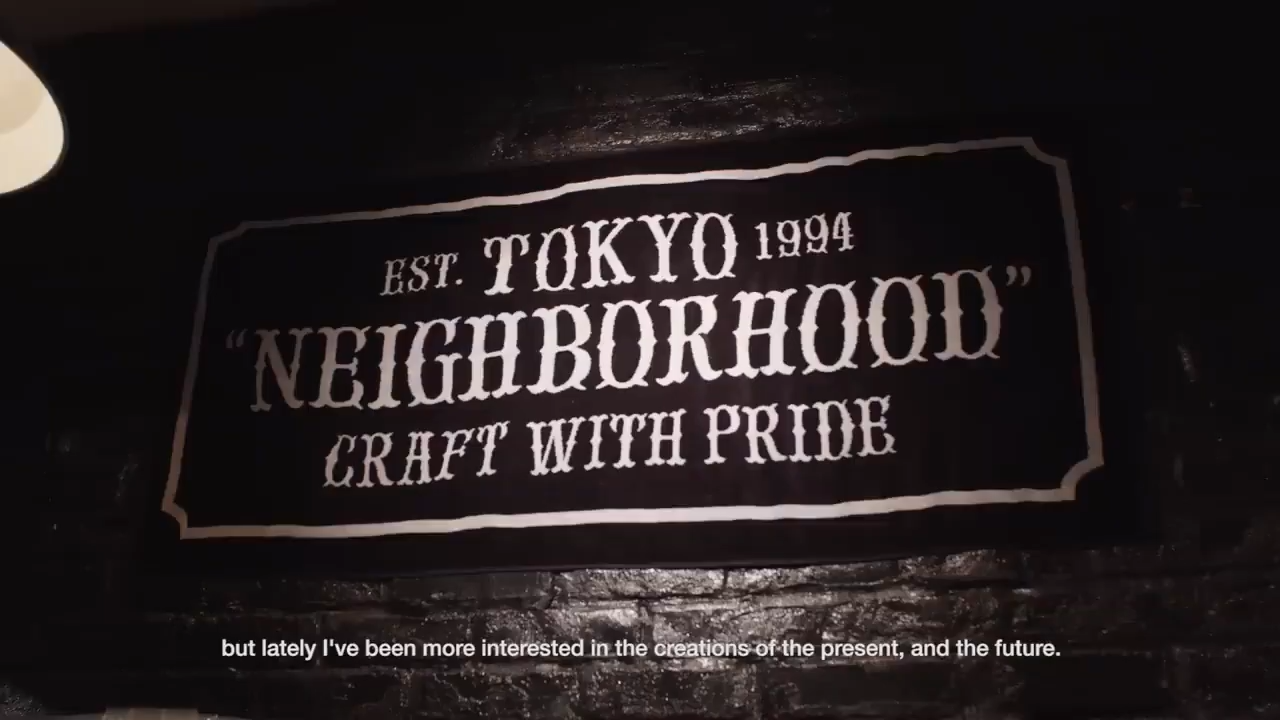 EST. TOKYO 1994
“NEIGHBORHOOD”
CRAFT WITH PRIDE
but lately I've been more interested in the creations of the present, and the future.